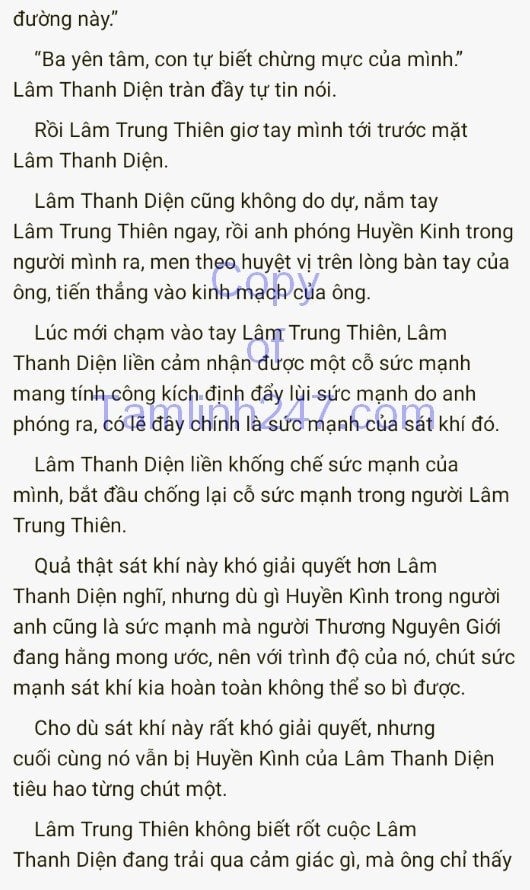 đường này.”
“Ba yên tâm, con tự biết chừng mực của mình.”
Lâm Thanh Diện tràn đầy tự tin nói.
Rồi Lâm Trung Thiên giơ tay mình tới trước mặt
Lâm Thanh Diện.
Lâm Thanh Diện cũng không do dự, nắm tay
Lâm Trung Thiên ngay, rồi anh phóng Huyền Kinh trong
người mình ra, men theo huyệt vị trên lòng bàn tay của
ông, tiến thẳng vào kinh mạch của ông.
Copy
Lúc mới chạm vào tay Lâm Trung Thiên, Lâm
of
Thanh Diện liền cảm nhận được một cỗ sức mạnh
mang tính công kích định đẩy lùi sức mạnh do anh
Tamlinh247.com
phóng ra, có lẽ đây chính là sức mạnh của sát khí đó.
Lâm Thanh Diện liền khống chế sức mạnh của
mình, bắt đầu chống lại cỗ sức mạnh trong người Lâm
Trung Thiên.
Quả thật sát khí này khó giải quyết hơn Lâm
Thanh Diện nghĩ, nhưng dù gì Huyền Kình trong người
anh cũng là sức mạnh mà người Thương Nguyên Giới
đang hằng mong ước, nên với trình độ của nó, chút sức
mạnh sát khí kia hoàn toàn không thể so bì được.
Cho dù sát khí này rất khó giải quyết, nhưng
cuối cùng nó vẫn bị Huyền Kình của Lâm Thanh Diện
tiêu hao từng chút một.
Lâm Trung Thiên không biết rốt cuộc Lâm
Thanh Diện đang trải qua cảm giác gì, mà ông chỉ thấy